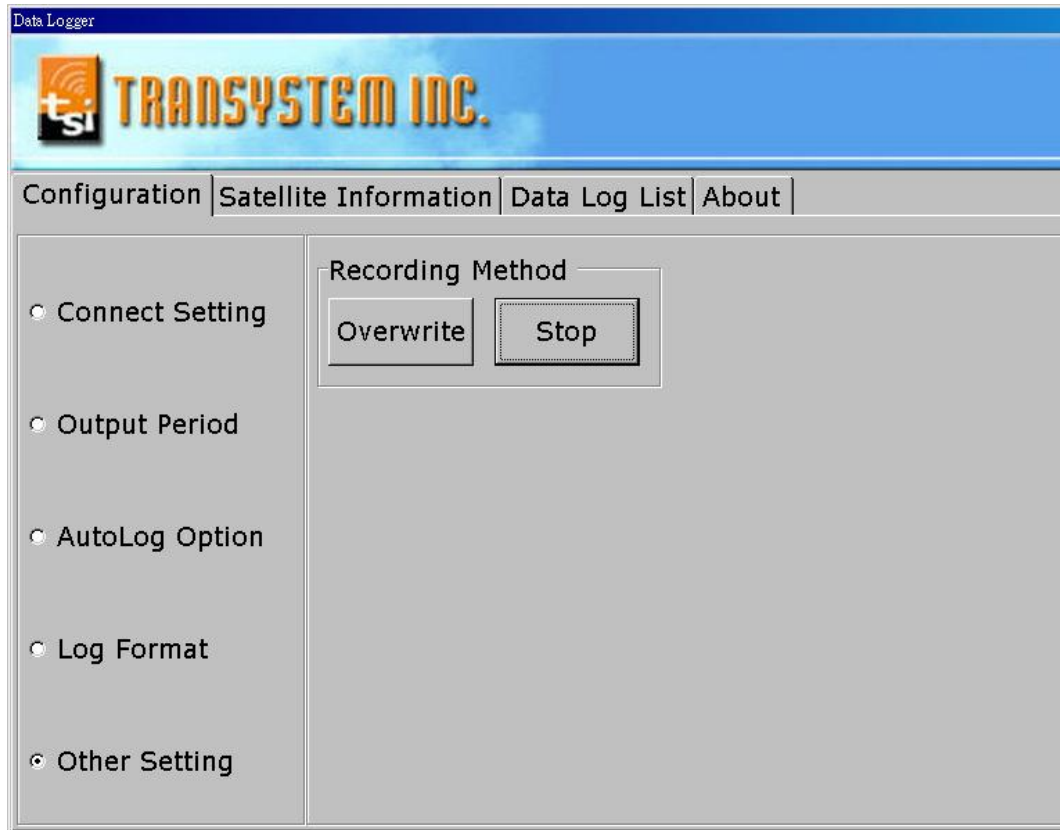 Data Logger
tsi TRANSYSTEM INC.
Configuration Satellite Information Data Log List About
Connect Setting
Output Period
AutoLog Option
Log Format
Other Setting
Recording Method
Overwrite Stop